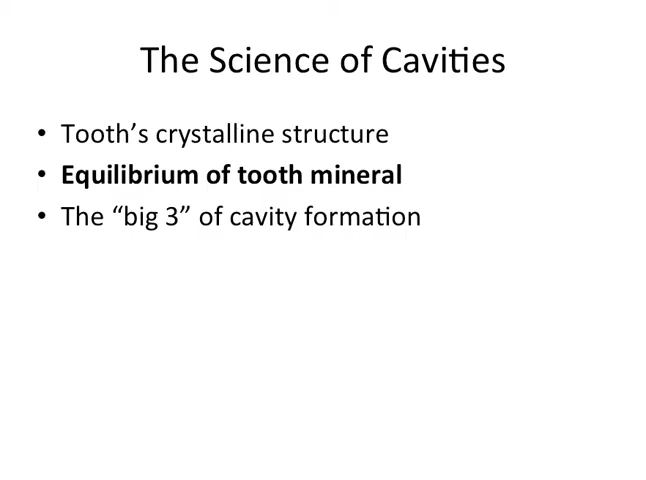 The Science of Cavities
• Tooth’s crystalline structure
• Equilibrium of tooth mineral
• The “big 3” of cavity formation